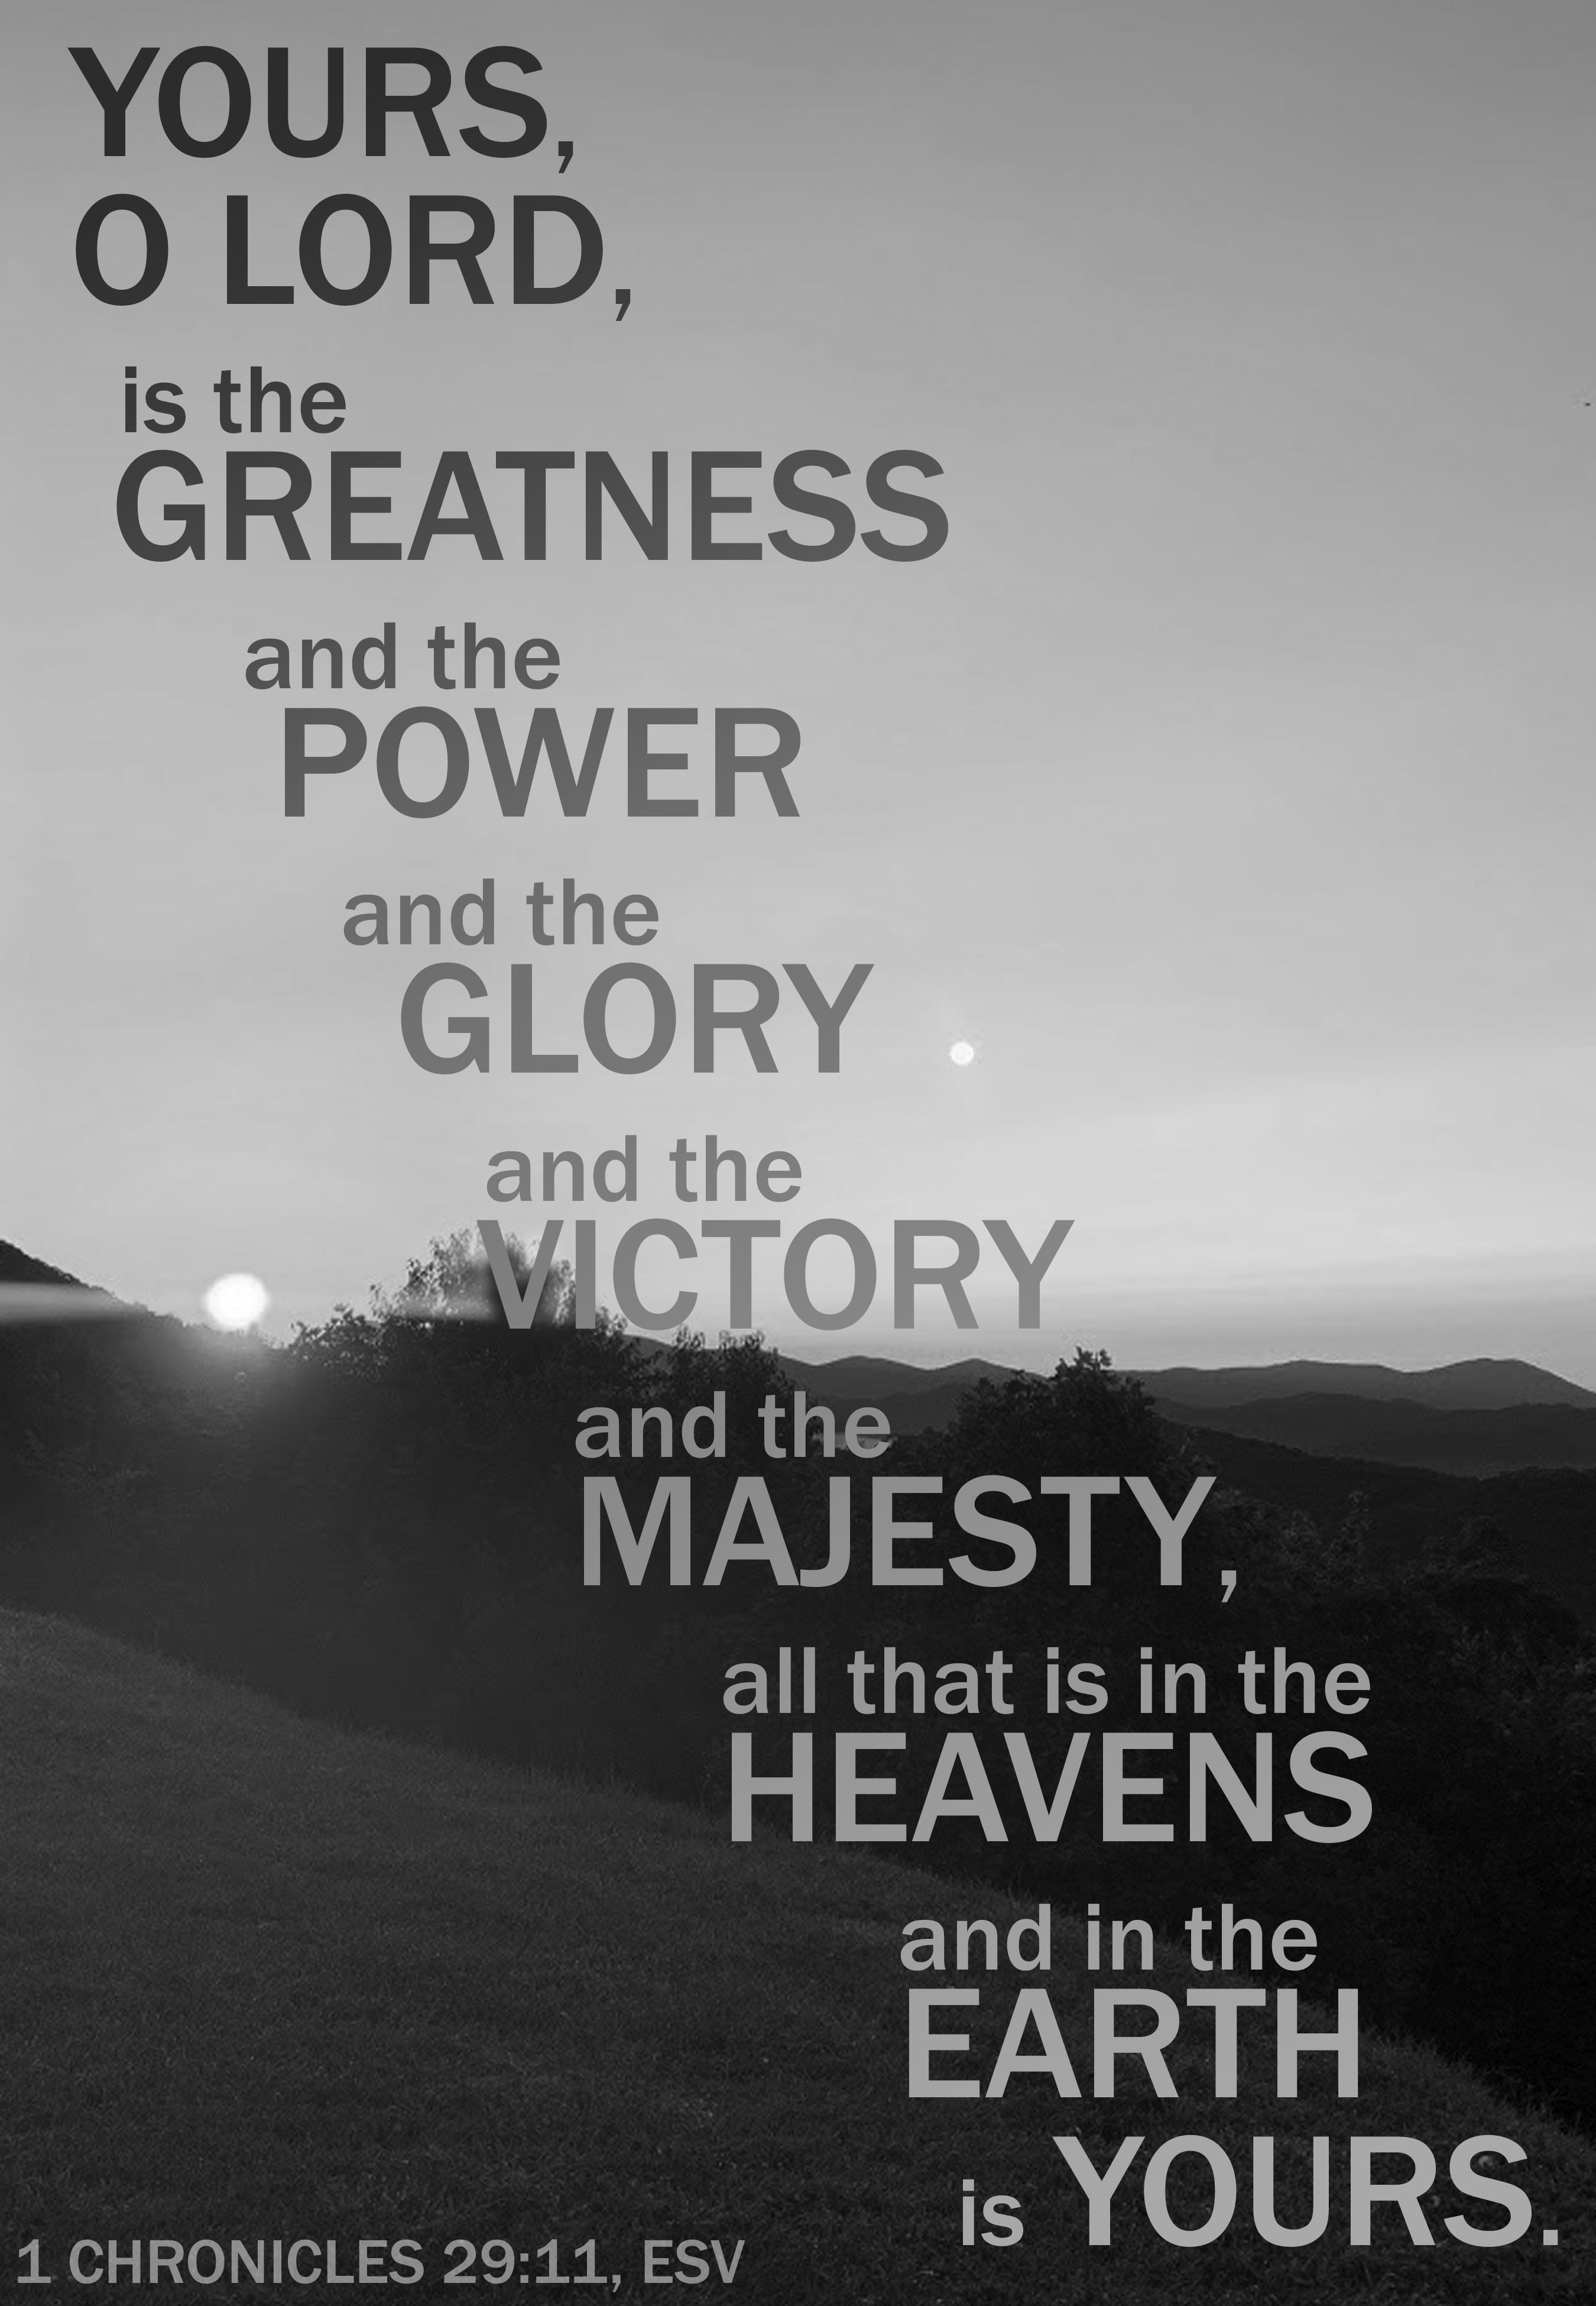 YOURS,
O LORD,
is the
GREATNESS
and the
POWER
and the
GLORY
and the
VICTORY
and the
MAJESTY,
all that is in the
HEAVENS
and in the
EARTH
is YOURS.
1 CHRONICLES 29:11, ESV